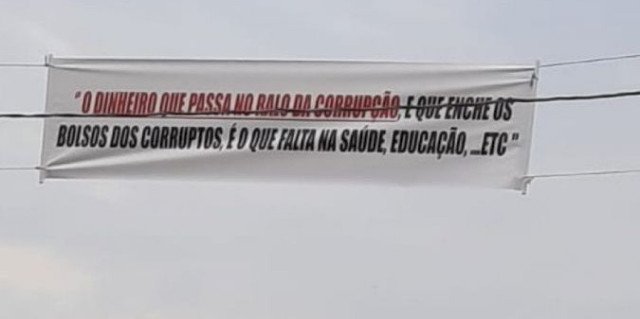 " O DINHEIRO QUE PASSA NO RALO DA CORRUPÇÃO, E QUE ENCHE OS
BOLSOS DOS CORRUPTOS, É O QUE FALTA NA SAÚDE, EDUCAÇÃO, ...ETC "